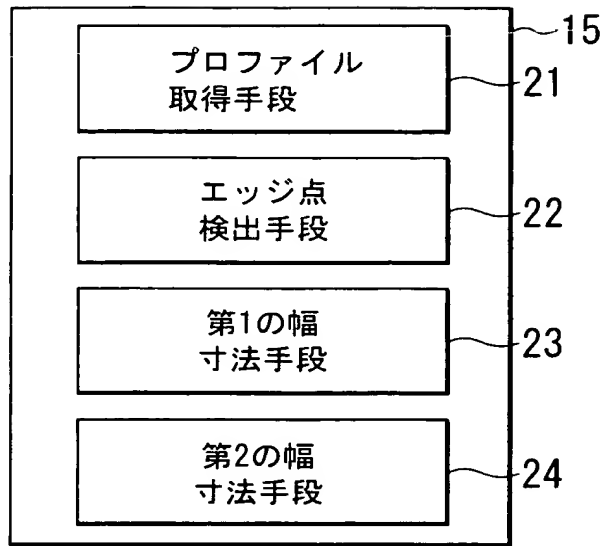 15
プロファイル
取得手段
21
エッジ点
検出手段
22
第1の幅
寸法手段
23
第2の幅
寸法手段
24